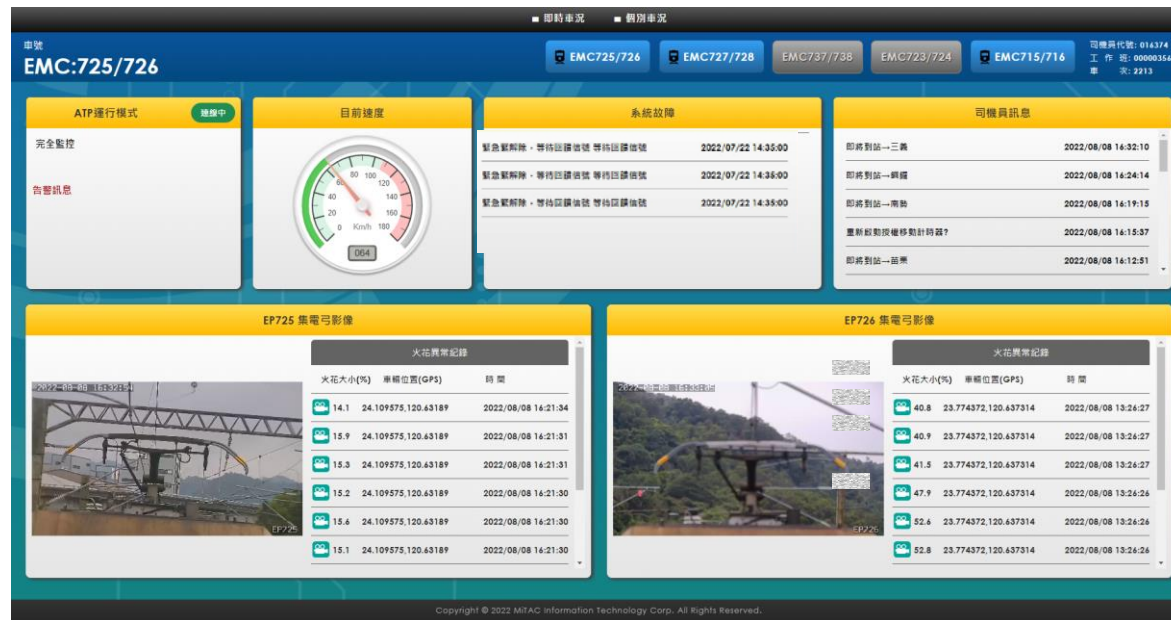 即時車況 個別車況
車號
EMC:725/726
EMC725/726 EMC727/728 EMC737/738 EMC723/724 EMC715/716
司機員代號: 016374
工 作 班: 00000356
車 次: 2213
ATP運行模式 連線中
完全監控
告警訊息
目前速度
0 20 40 60 80 100 120 140 160 180
Km/h
064
系統故障
緊急緊解除，等待回饋信號 等待回饋信號 2022/07/22 14:35:00
緊急緊解除，等待回饋信號 等待回饋信號 2022/07/22 14:35:00
緊急緊解除，等待回饋信號 等待回饋信號 2022/07/22 14:35:00
司機員訊息
即將到站→三義 2022/08/08 16:32:10
即將到站→銅鑼 2022/08/08 16:24:14
即將到站→南勢 2022/08/08 16:19:15
重新啟動按權移動計時器? 2022/08/08 16:15:37
即將到站→苗栗 2022/08/08 16:12:51
EP725 集電弓影像
EP725
火花異常紀錄
火花大小(%) 車輛位置(GPS) 時 間
14.1 24.109575,120.63189 2022/08/08 16:21:34
15.9 24.109575,120.63189 2022/08/08 16:21:31
15.3 24.109575,120.63189 2022/08/08 16:21:31
15.2 24.109575,120.63189 2022/08/08 16:21:30
15.6 24.109575,120.63189 2022/08/08 16:21:30
15.1 24.109575,120.63189 2022/08/08 16:21:30
EP726 集電弓影像
EP726
火花異常紀錄
火花大小(%) 車輛位置(GPS) 時 間
40.8 23.774372,120.637314 2022/08/08 13:26:27
40.9 23.774372,120.637314 2022/08/08 13:26:27
41.5 23.774372,120.637314 2022/08/08 13:26:27
47.9 23.774372,120.637314 2022/08/08 13:26:26
52.6 23.774372,120.637314 2022/08/08 13:26:26
52.8 23.774372,120.637314 2022/08/08 13:26:26
Copyright © 2022 MiTAC Information Technology Corp. All Rights Reserved.